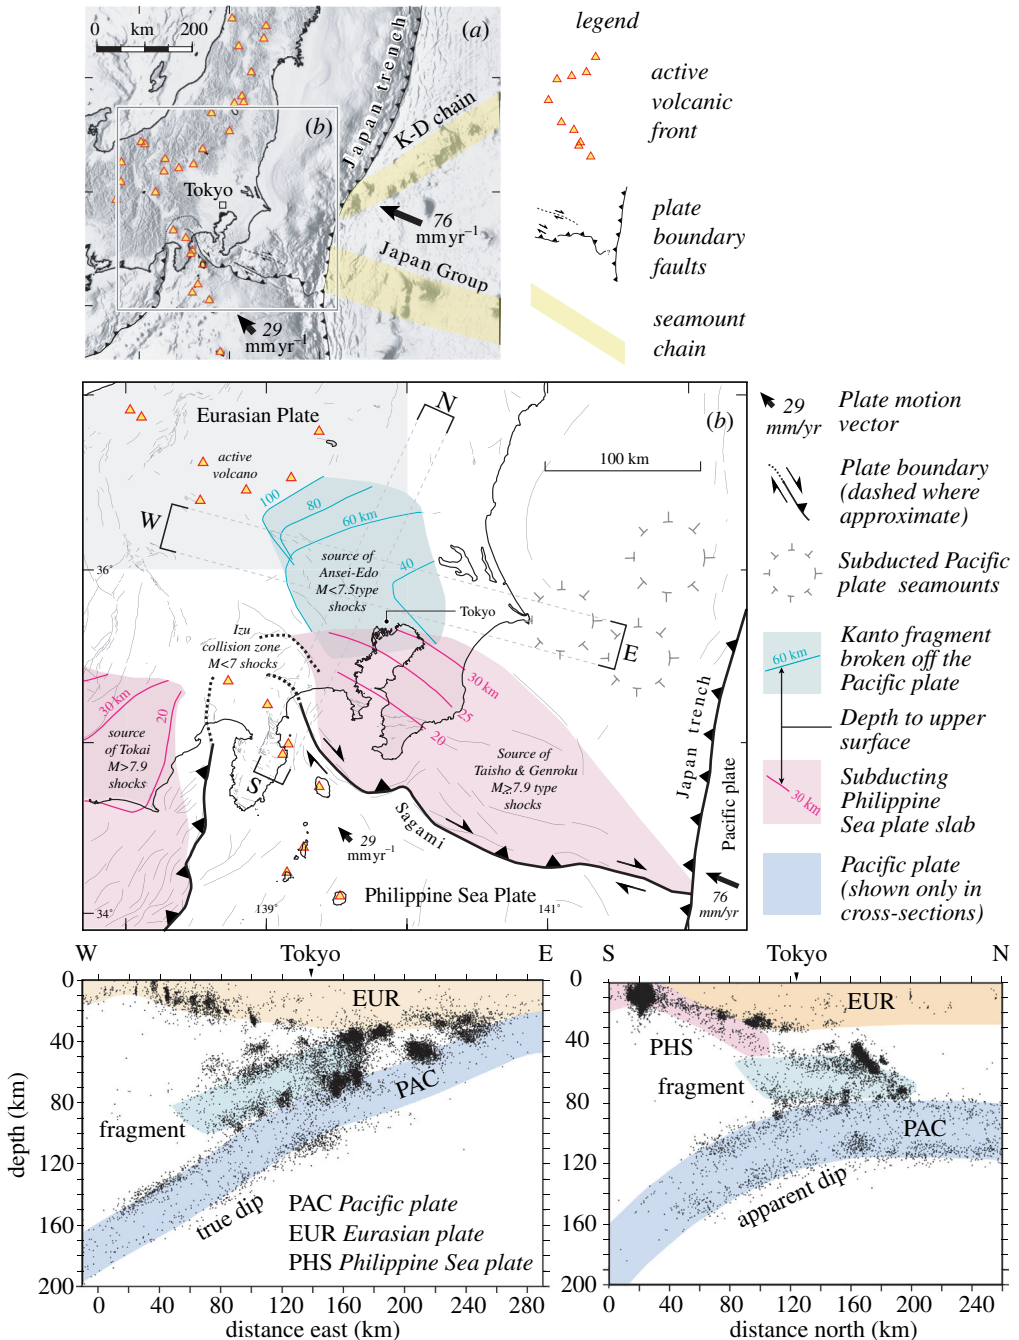 0 km 200
(a)
Japan trench
K-D chain
(b)
Tokyo
76
mm yr−1
Japan Group
29
mm yr−1
legend
active
volcanic
front
plate
boundary
faults
seamount
chain
Eurasian Plate
N
(b)
active
volcano
100 km
W
100
80
60 km
40
source of
Ansei-Edo
M<7.5type
shocks
36°
Tokyo
Izu
collision zone
M<7 shocks
E
30 km
25
20
30 km
20
source
of Tokai
M>7.9
shocks
Source of
Taisho & Genroku
M≥7.9 type
shocks
S
Sagami
Japan trench
Pacific plate
29
mm yr−1
Philippine Sea Plate
34°
139°
141°
76
mm/yr
29
mm/yr
Plate motion
vector
Plate boundary
(dashed where
approximate)
Subducted Pacific
plate seamounts
60 km
Kanto fragment
broken off the
Pacific plate
Depth to upper
surface
30 km
Subducting
Philippine
Sea plate slab
Pacific plate
(shown only in
cross-sections)
W Tokyo E
0
40
80
120
160
200
depth (km)
EUR
PAC
fragment
true dip
PAC Pacific plate
EUR Eurasian plate
PHS Philippine Sea plate
0 40 80 120 160 200 240 280
distance east (km)
S Tokyo N
0
40
80
120
160
200
EUR
PHS
fragment
PAC
apparent dip
0 40 80 120 160 200 240
distance north (km)